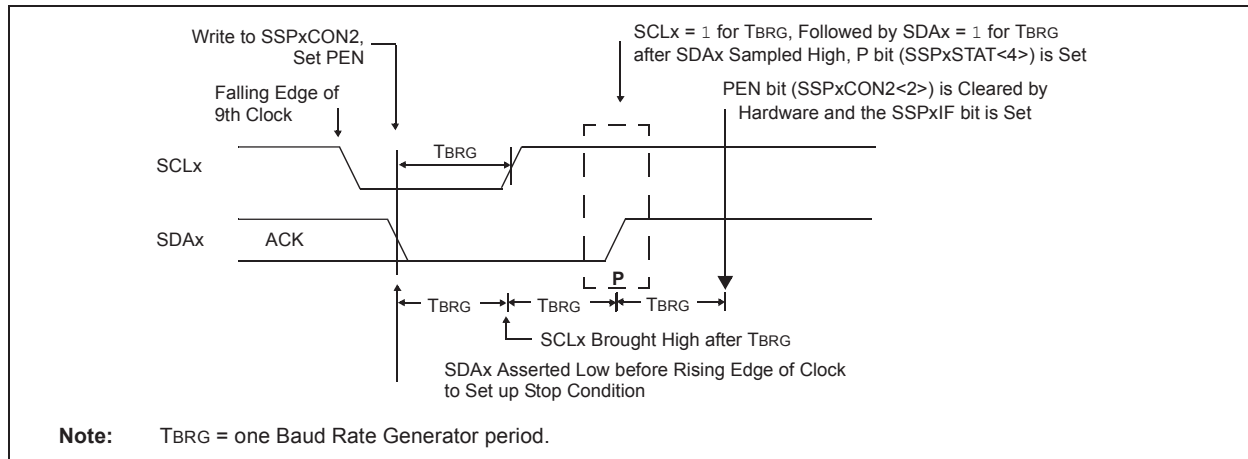 Write to SSPxCON2,
Set PEN
SCLx = 1 for TBRG, Followed by SDAx = 1 for TBRG
after SDAx Sampled High, P bit (SSPxSTAT<4>) is Set
PEN bit (SSPxCON2<2>) is Cleared by
Hardware and the SSPxIF bit is Set
Falling Edge of
9th Clock
TBRG
SCLx
SDAx
ACK
P
TBRG
TBRG
TBRG
SCLx Brought High after TBRG
SDAx Asserted Low before Rising Edge of Clock
to Set up Stop Condition
Note: TBRG = one Baud Rate Generator period.